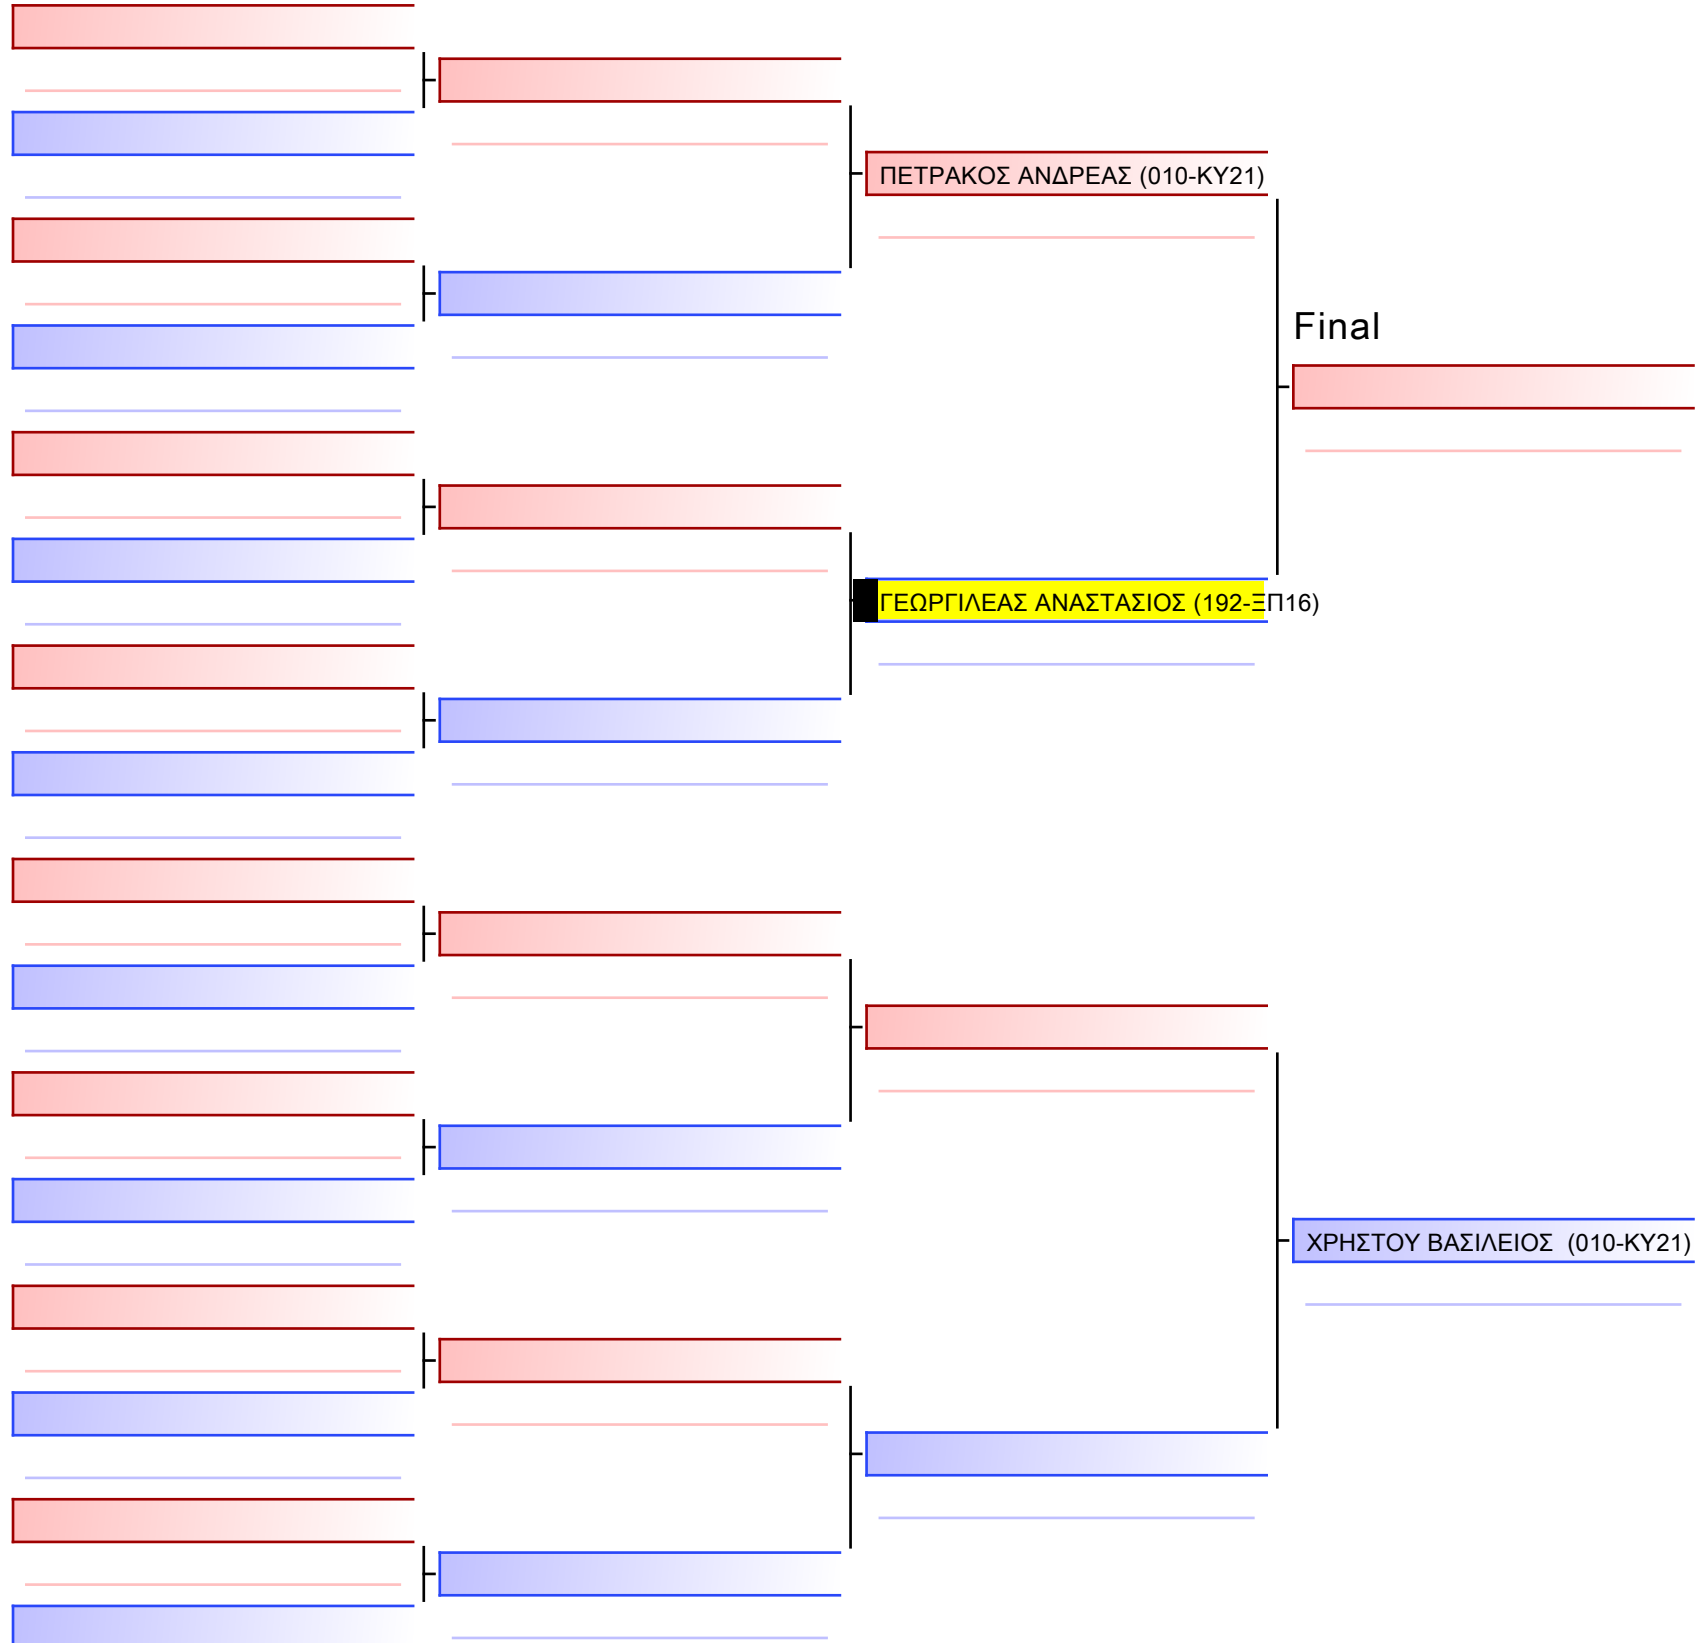 ΠΕΤΡΑΚΟΣ ΑΝΔΡΕΑΣ (010-ΚΥ21)
Final
ΓΕΩΡΓΙΛΕΑΣ ΑΝΑΣΤΑΣΙΟΣ (192-ΞΠ16)
ΧΡΗΣΤΟΥ ΒΑΣΙΛΕΙΟΣ (010-ΚΥ21)